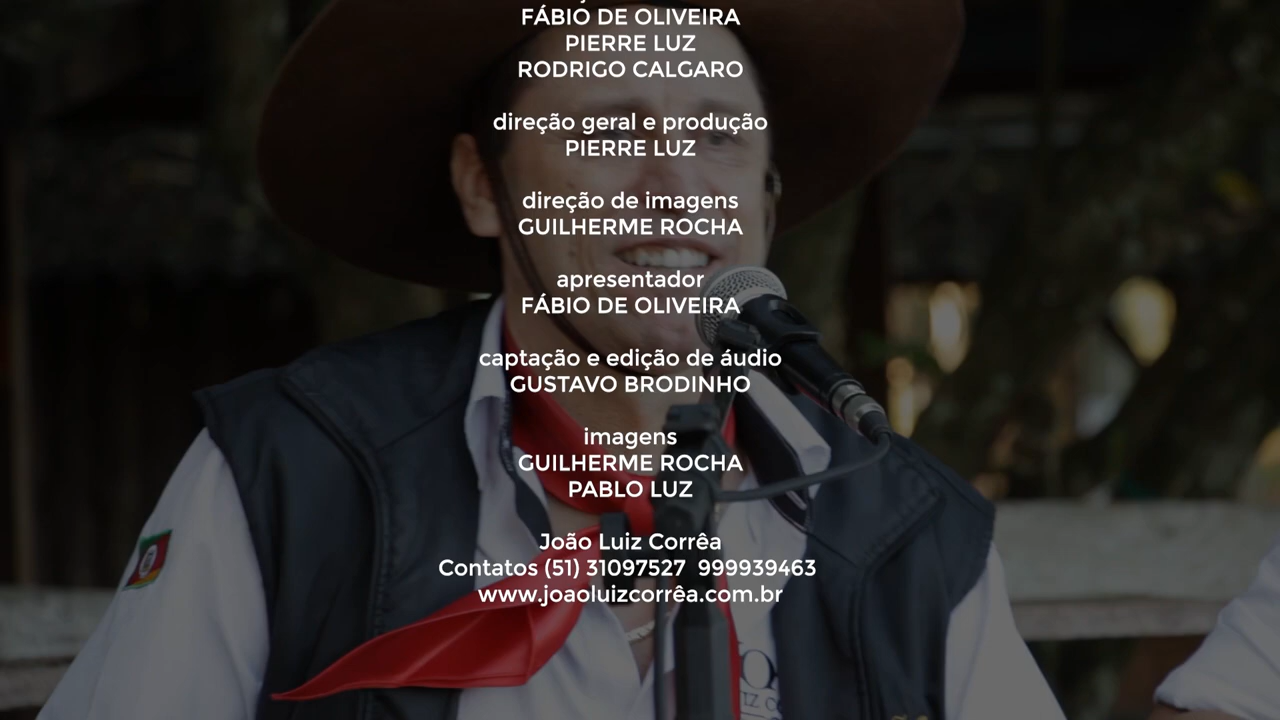 FÁBIO DE OLIVEIRA
PIERRE LUZ
RODRIGO CALGARO
direção geral e produção
PIERRE LUZ
direção de imagens
GUILHERME ROCHA
apresentador
FÁBIO DE OLIVEIRA
captação e edição de áudio
GUSTAVO BRODINHO
imagens
GUILHERME ROCHA
PABLO LUZ
João Luiz Corrêa
Contatos (51) 31097527 999939463
www.joaoluizcorrêa.com.br